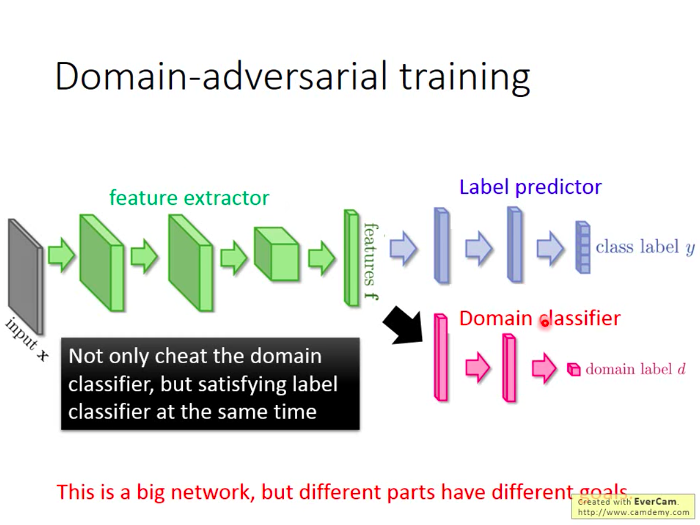 Domain-adversarial training
feature extractor
Label predictor
features f
class label y
input x
Domain classifier
Not only cheat the domain
classifier, but satisfying label
classifier at the same time
domain label d
This is a big network, but different parts have different goals.
Created with EverCam.
http://www.camdemy.com